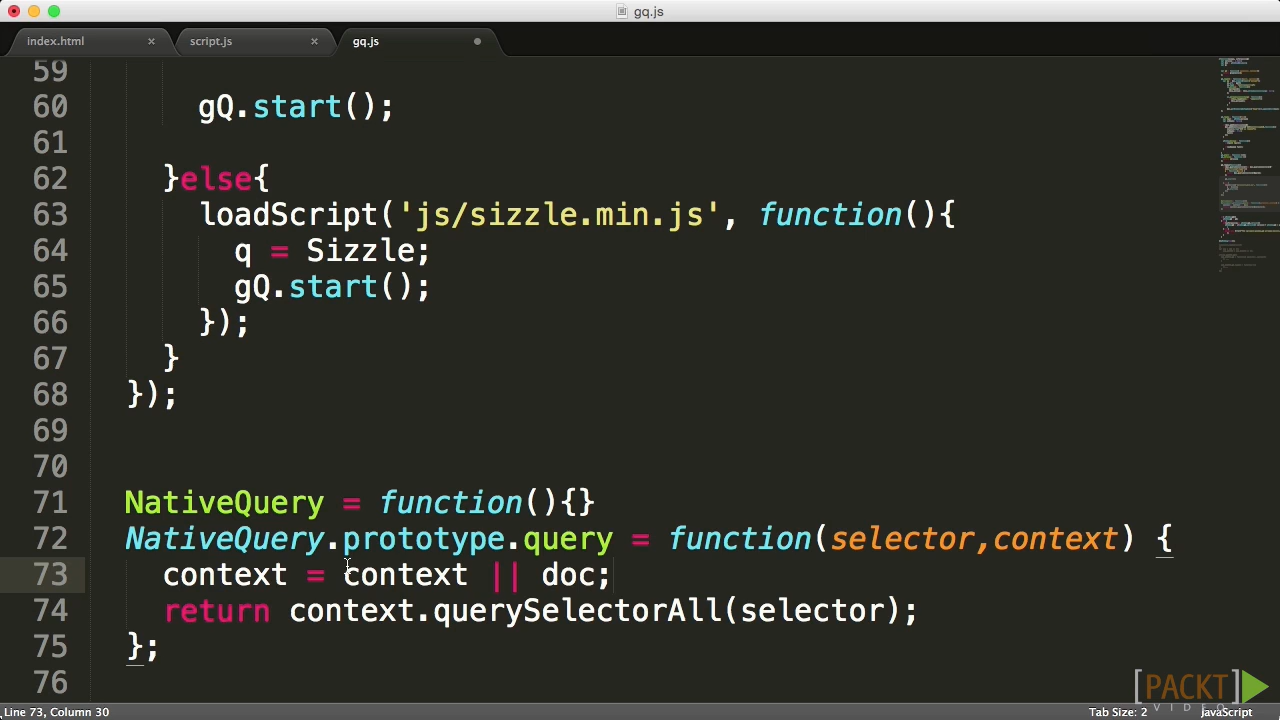 gq.js
index.html × script.js × gq.js
59
60 gQ.start();
61
62 }else{
63 loadScript('js/sizzle.min.js', function(){
64 q = Sizzle;
65 gQ.start();
66 });
67 }
68 });
69
70
71 NativeQuery = function(){}
72 NativeQuery.prototype.query = function(selector,context) {
73 context = context || doc;
74 return context.querySelectorAll(selector);
75 };
76
[PACKT]
VIDEO
Line 73, Column 30 Tab Size: 2 JavaScript